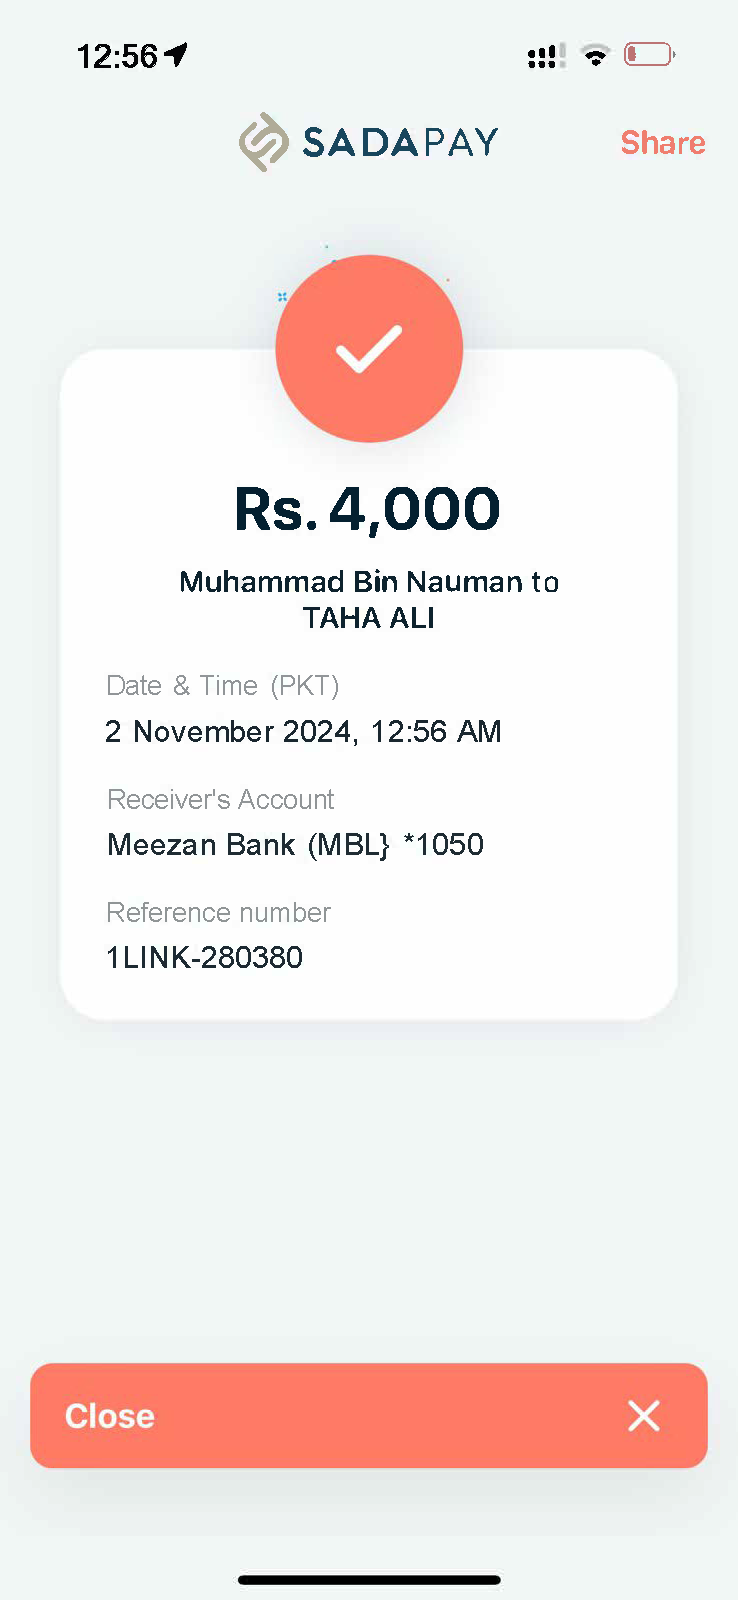 12:56
SADAPAY
Share
Rs. 4,000
Muhammad Bin Nauman to
TAHA ALI
Date & Time (PKT)
2 November 2024, 12:56 AM
Receiver's Account
Meezan Bank (MBL} *1050
Reference number
1LINK-280380
Close